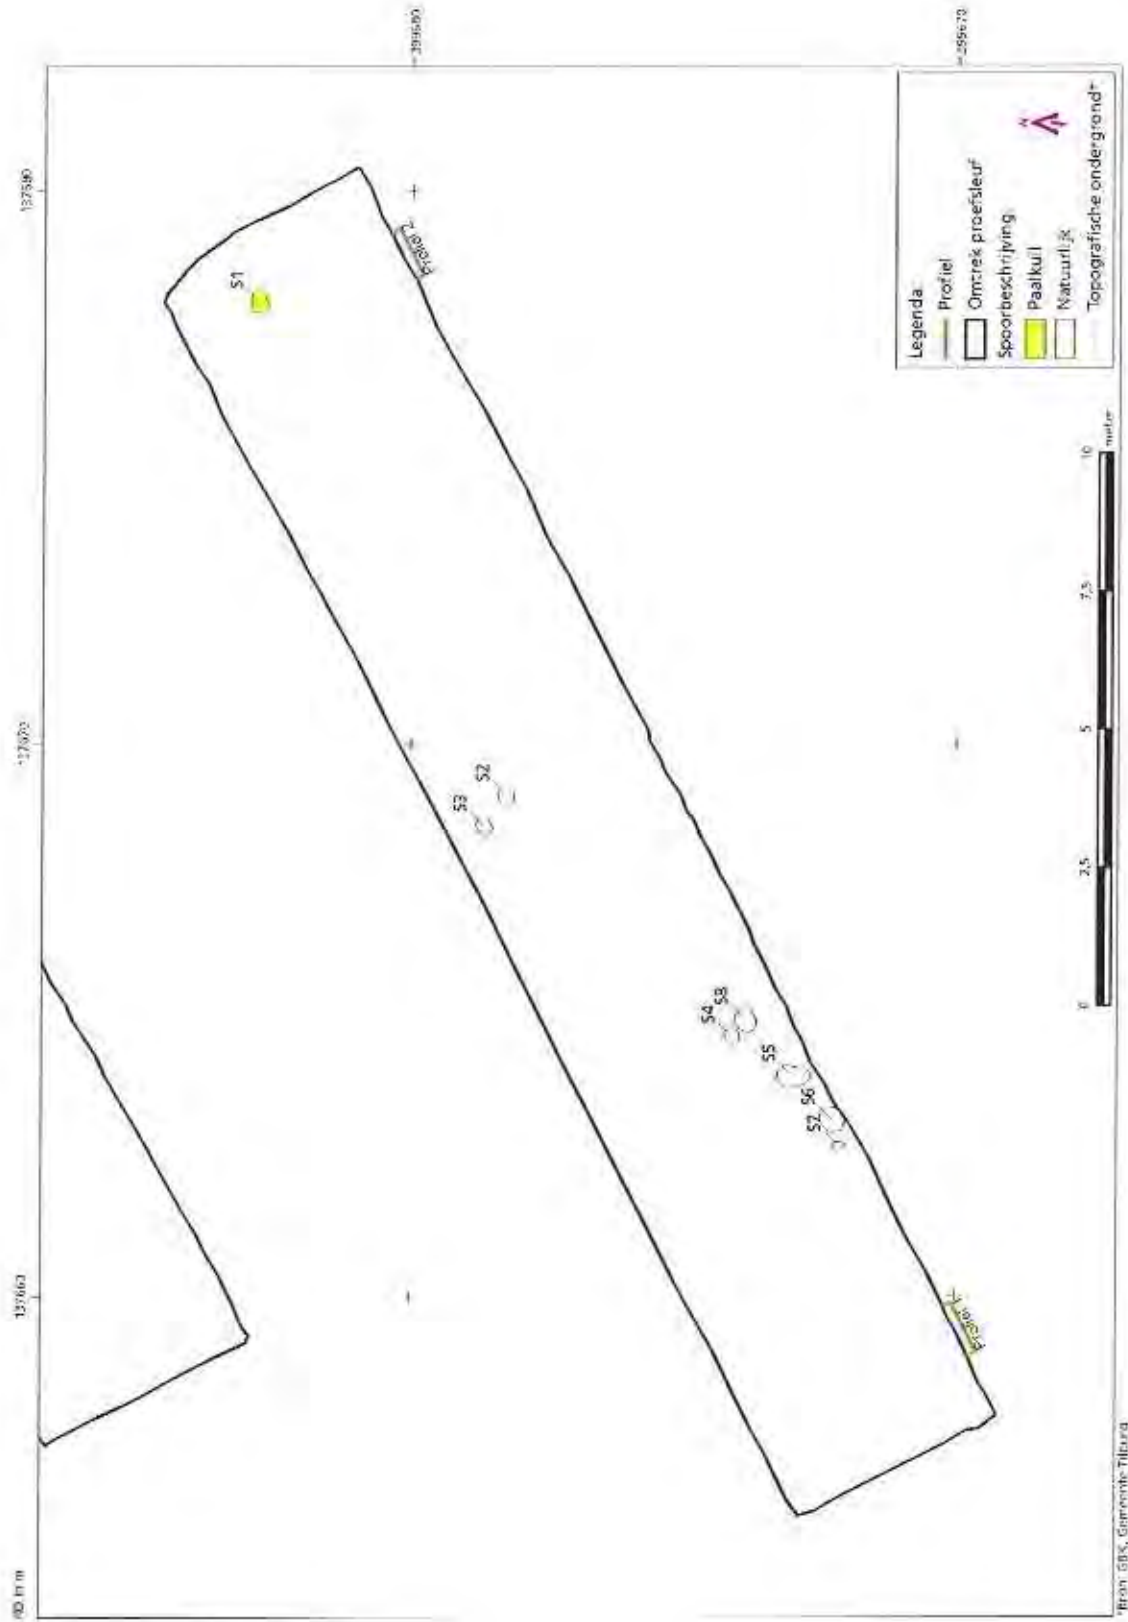 137660
137670
137680
399680
399670
S1
Profiel 2
S3
S2
S4
S8
S5
S6
S7
Profiel 1
Legenda
Profiel
Omtrek proefsleuf
Spoorbeschrijving
Paalkuil
Natuurlijk
Topografische ondergrond*
N
0
2,5
5
7,5
10
meter
*Bron: GBK, Gemeente Tilburg